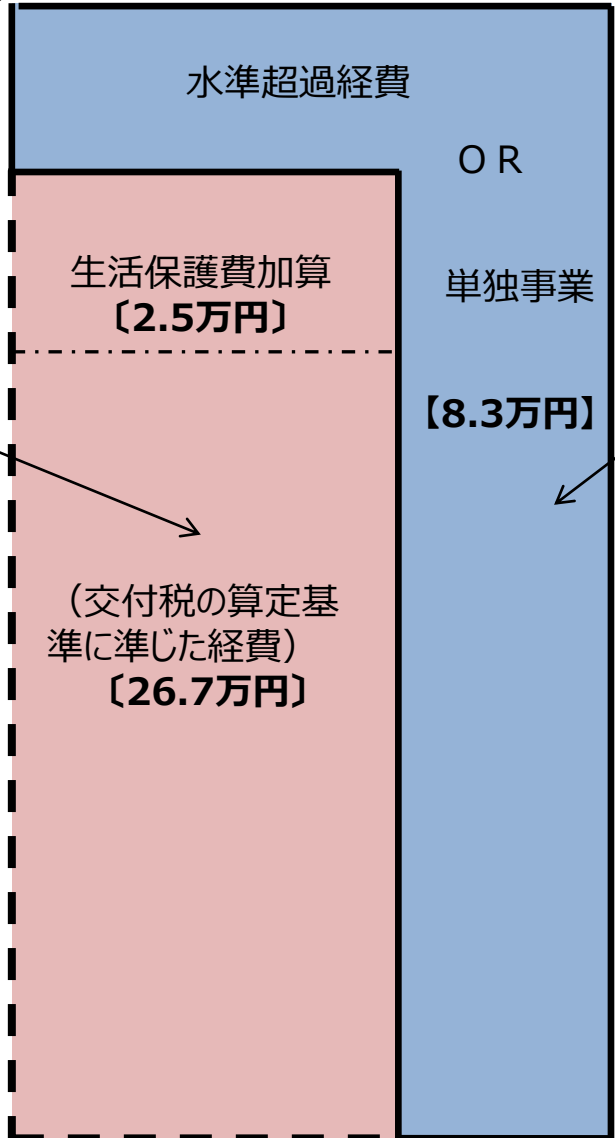 水準超過経費
OR
生活保護費加算
〔2.5万円〕
単独事業
【8.3万円】
（交付税の算定基
準に準じた経費）
〔26.7万円〕